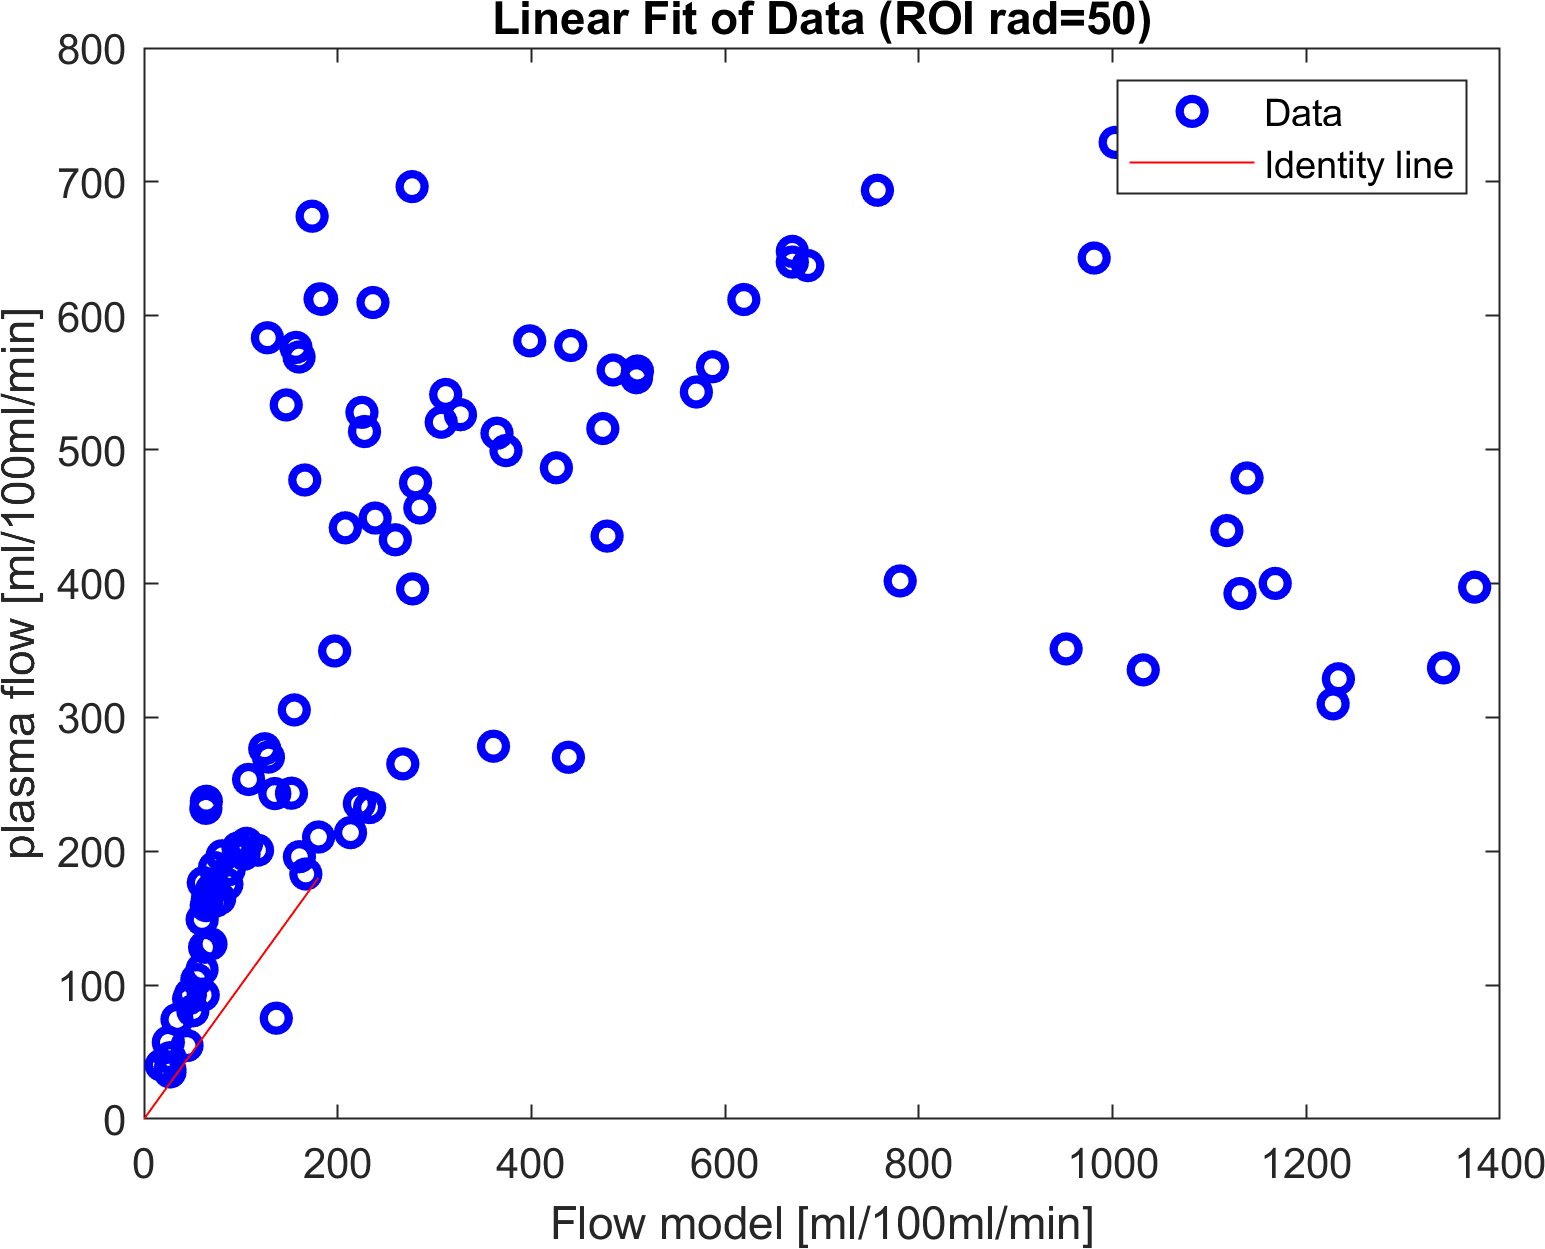 Linear Fit of Data (ROI rad=50)
800
700
600
500
400
300
200
100
0
plasma flow [ml/100ml/min]
Data
Identity line
0 200 400 600 800 1000 1200 1400
Flow model [ml/100ml/min]